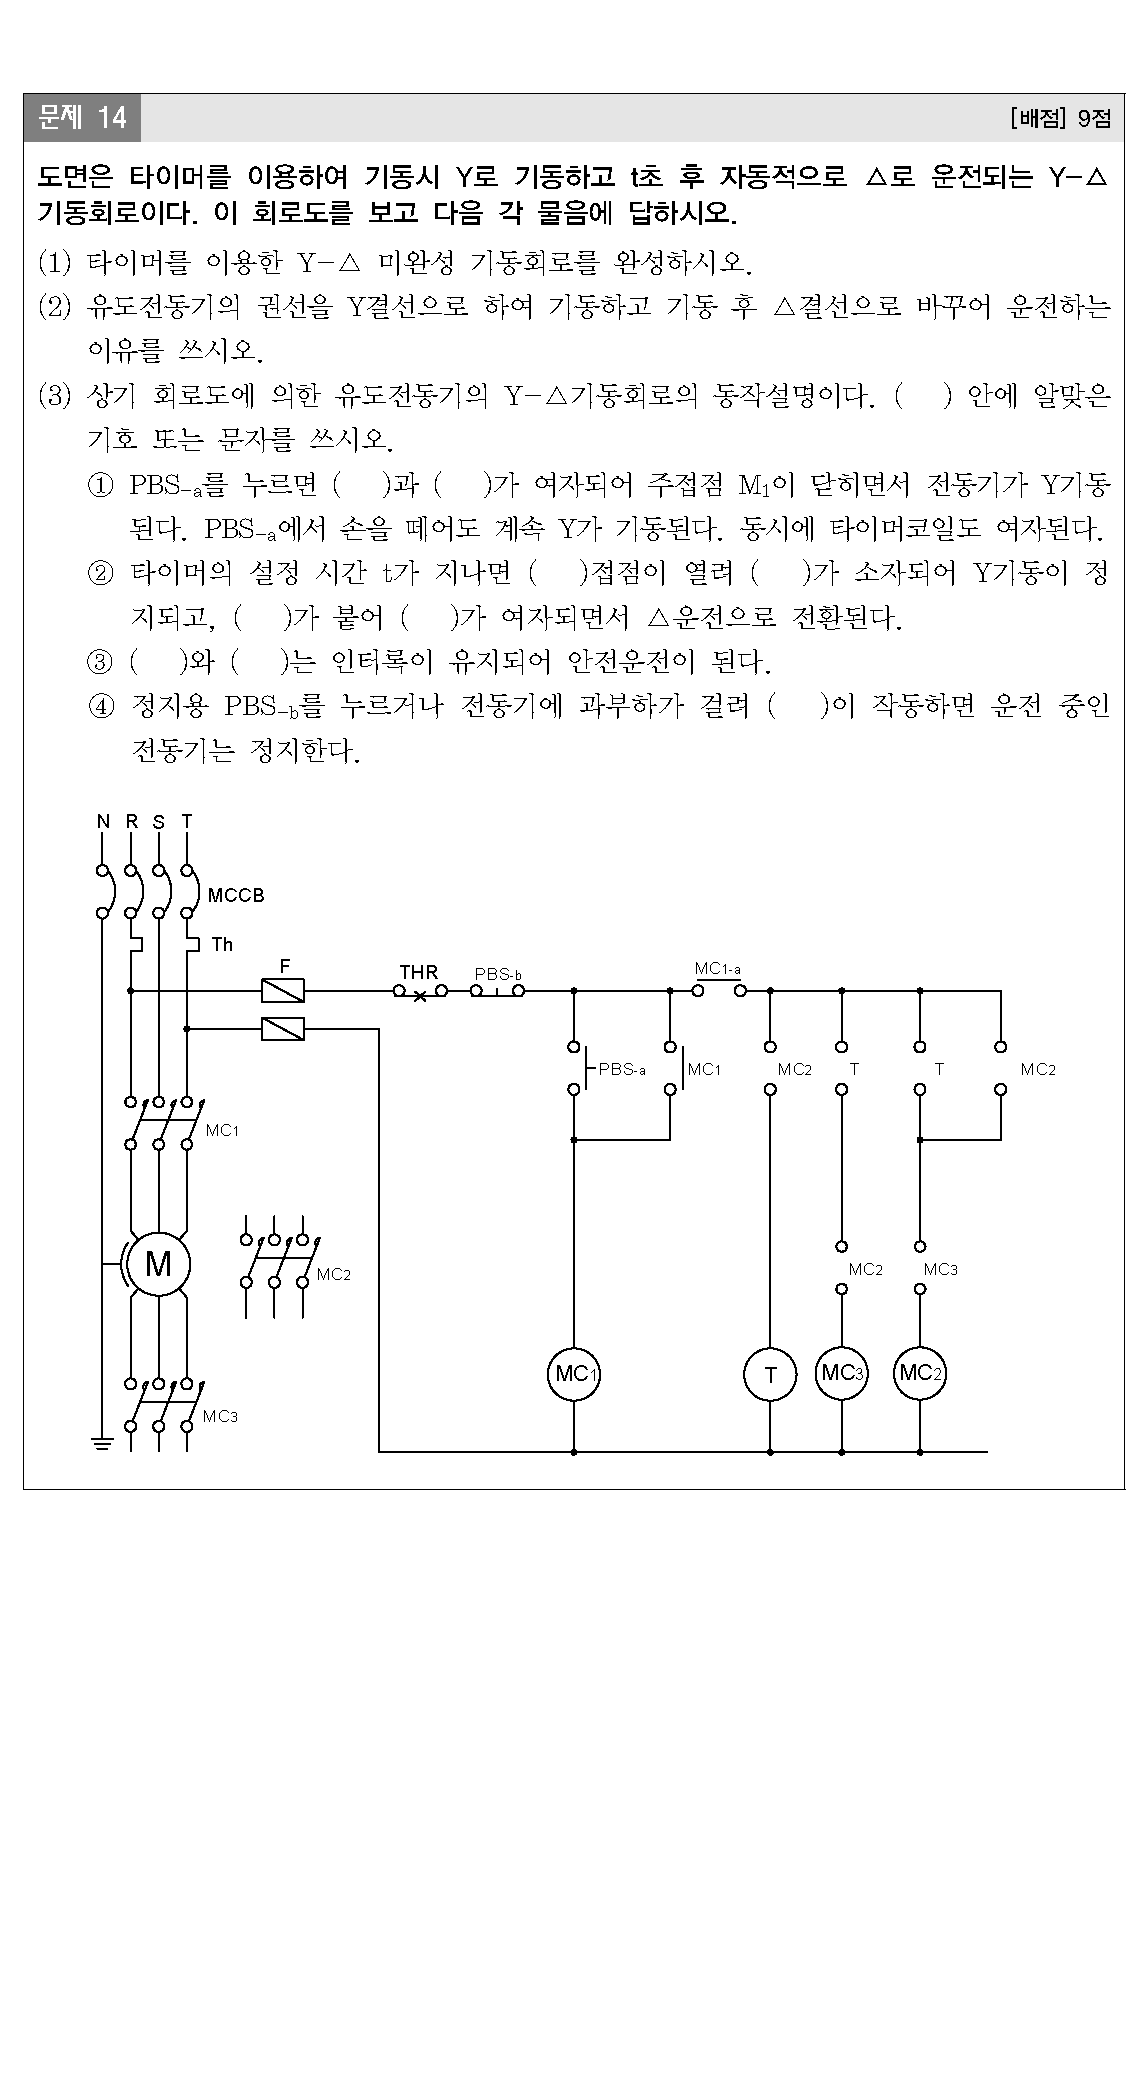 문제 14
[배점] 9점
도면은 타이머를 이용하여 기동시 Y로 기동하고 t초 후 자동적으로 △로 운전되는 Y-△
기동회로이다. 이 회로도를 보고 다음 각 물음에 답하시오.
(1) 타이머를 이용한 Y-△ 미완성 기동회로를 완성하시오.
(2) 유도전동기의 권선을 Y결선으로 하여 기동하고 기동 후 △결선으로 바꾸어 운전하는
이유를 쓰시오.
(3) 상기 회로도에 의한 유도전동기의 Y-△기동회로의 동작설명이다. (   ) 안에 알맞은
기호 또는 문자를 쓰시오.
① PBS-a를 누르면 (   )과 (   )가 여자되어 주접점 M1이 닫히면서 전동기가 Y기동
된다. PBS-a에서 손을 떼어도 계속 Y가 기동된다. 동시에 타이머코일도 여자된다.
② 타이머의 설정 시간 t가 지나면 (   )접점이 열려 (   )가 소자되어 Y기동이 정
지되고, (   )가 붙어 (   )가 여자되면서 △운전으로 전환된다.
③ (   )와 (   )는 인터록이 유지되어 안전운전이 된다.
④ 정지용 PBS-b를 누르거나 전동기에 과부하가 걸려 (   )이 작동하면 운전 중인
전동기는 정지한다.
N R S T
MCCB
Th
F
THR
PBS-b
MC1-a
PBS-a
MC1
MC2
T
T
MC2
MC1
M
MC2
MC2
MC3
MC1
T
MC3
MC2
MC3